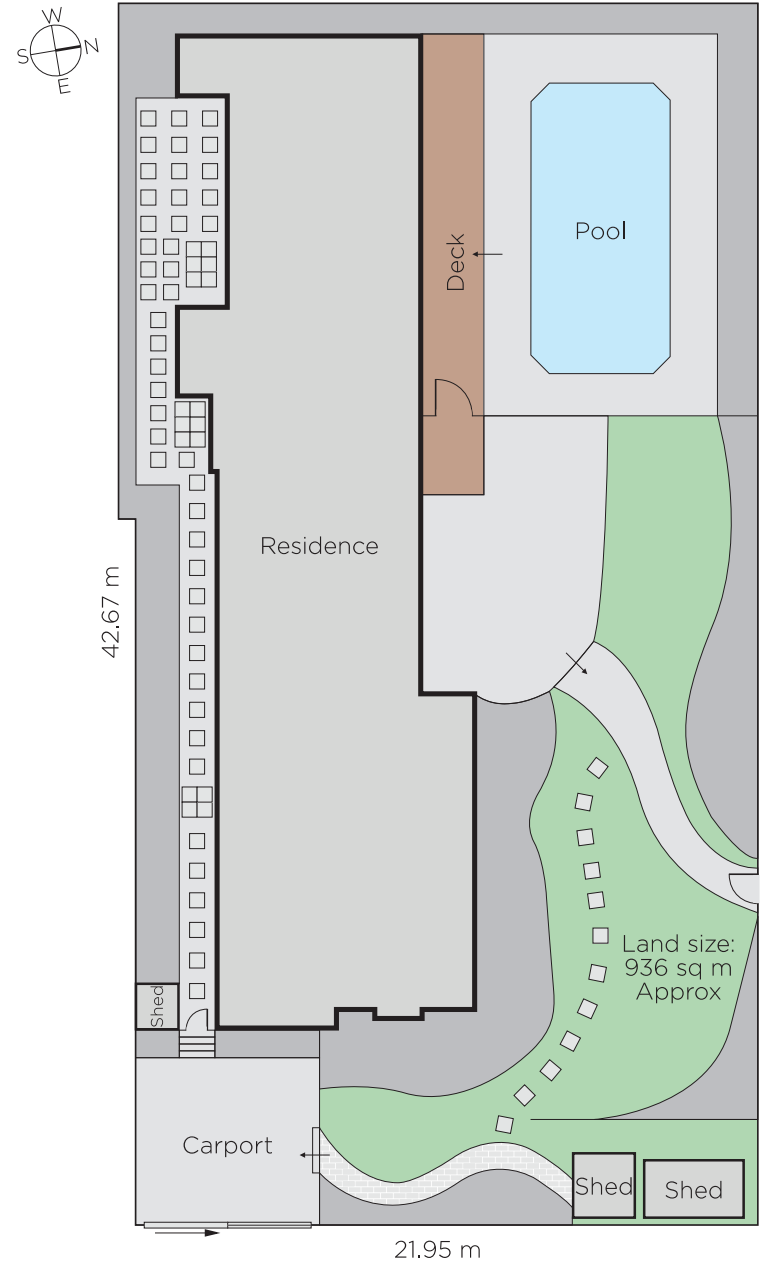 W
S
N
E
Pool
Deck
Residence
42.67 m
Land size:
936 sq m
Approx
Shed
Carport
Shed
Shed
21.95 m